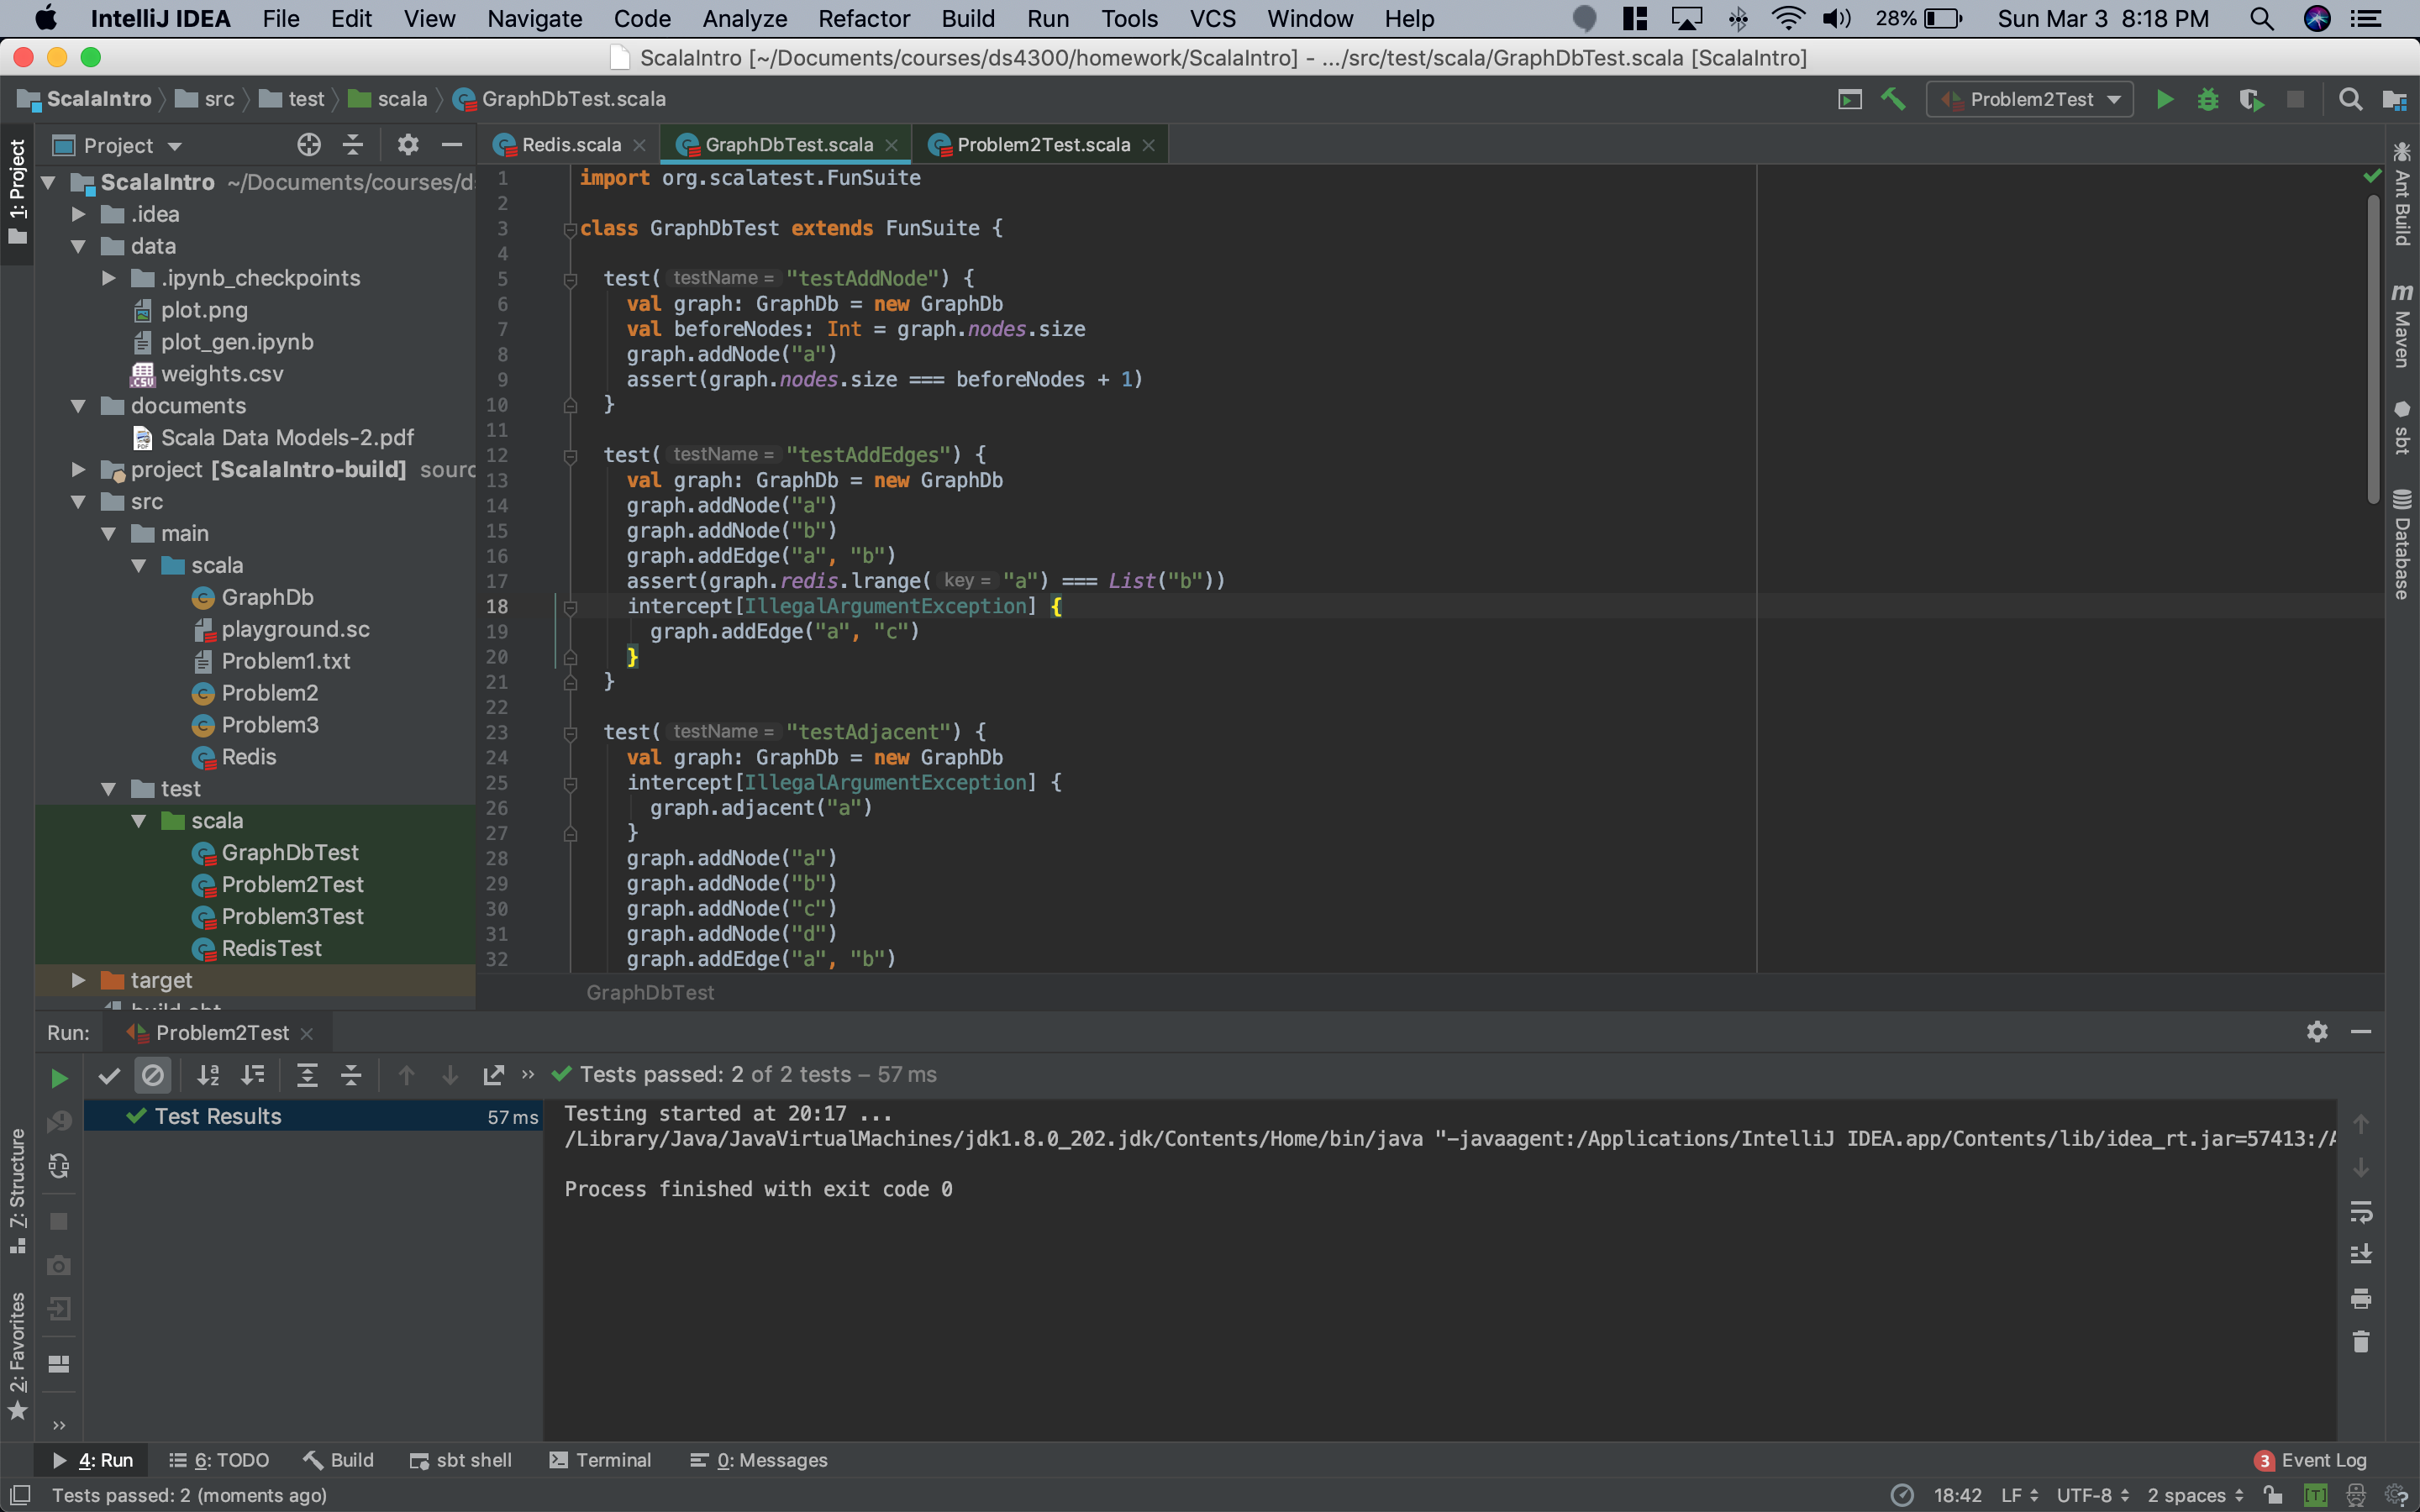 IntelliJ IDEA File Edit View Navigate Code Analyze Refactor Build Run Tools VCS Window Help 28% Sun Mar 3 8:18 PM
ScalaIntro [~/Documents/courses/ds4300/homework/ScalaIntro] - .../src/test/scala/GraphDbTest.scala [ScalaIntro]
ScalaIntro src test scala GraphDbTest.scala Problem2Test
1: Project
Project
ScalaIntro ~/Documents/courses/d
.idea
data
.ipynb_checkpoints
plot.png
plot_gen.ipynb
weights.csv
documents
Scala Data Models-2.pdf
project [ScalaIntro-build] sourc
src
main
scala
GraphDb
playground.sc
Problem1.txt
Problem2
Problem3
Redis
test
scala
GraphDbTest
Problem2Test
Problem3Test
RedisTest
target
build.sbt
Redis.scala GraphDbTest.scala Problem2Test.scala
1 import org.scalatest.FunSuite
2
3 class GraphDbTest extends FunSuite {
4
5 test( testName = "testAddNode") {
6 val graph: GraphDb = new GraphDb
7 val beforeNodes: Int = graph.nodes.size
8 graph.addNode("a")
9 assert(graph.nodes.size === beforeNodes + 1)
10 }
11
12 test( testName = "testAddEdges") {
13 val graph: GraphDb = new GraphDb
14 graph.addNode("a")
15 graph.addNode("b")
16 graph.addEdge("a", "b")
17 assert(graph.redis.lrange( key = "a") === List("b"))
18 intercept[IllegalArgumentException] {
19 graph.addEdge("a", "c")
20 }
21 }
22
23 test( testName = "testAdjacent") {
24 val graph: GraphDb = new GraphDb
25 intercept[IllegalArgumentException] {
26 graph.adjacent("a")
27 }
28 graph.addNode("a")
29 graph.addNode("b")
30 graph.addNode("c")
31 graph.addNode("d")
32 graph.addEdge("a", "b")
GraphDbTest
Ant Build
m Maven
sbt
Database
Run: Problem2Test
Tests passed: 2 of 2 tests – 57 ms
Test Results 57 ms
Testing started at 20:17 ...
/Library/Java/JavaVirtualMachines/jdk1.8.0_202.jdk/Contents/Home/bin/java "-javaagent:/Applications/IntelliJ IDEA.app/Contents/lib/idea_rt.jar=57413:/A
Process finished with exit code 0
7: Structure
2: Favorites
4: Run 6: TODO Build sbt shell Terminal 0: Messages 3 Event Log
Tests passed: 2 (moments ago) 18:42 LF UTF-8 2 spaces [T]